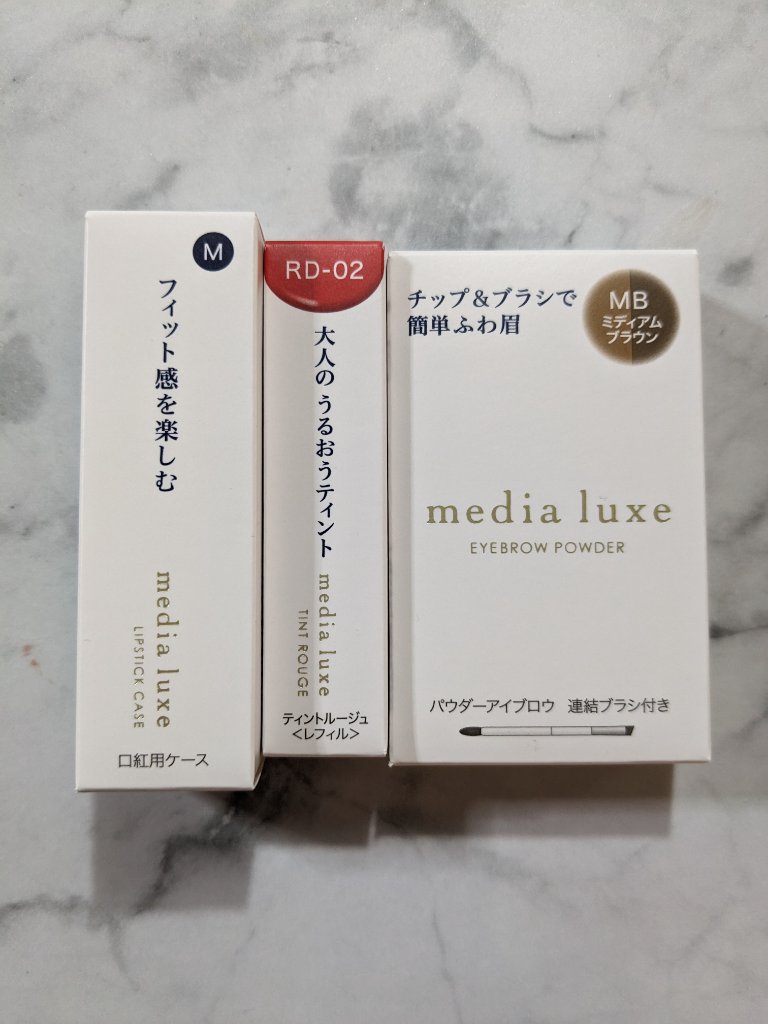 M
フィット感を楽しむ
media luxe
LIPSTICK CASE
口紅用ケース
RD-02
大人の うるおうティント
media luxe
TINT ROUGE
ティントルージュ
<レフィル>
チップ&ブラシで
簡単ふわ眉
MB
ミディアム
ブラウン
media luxe
EYEBROW POWDER
パウダーアイブロウ 連結ブラシ付き